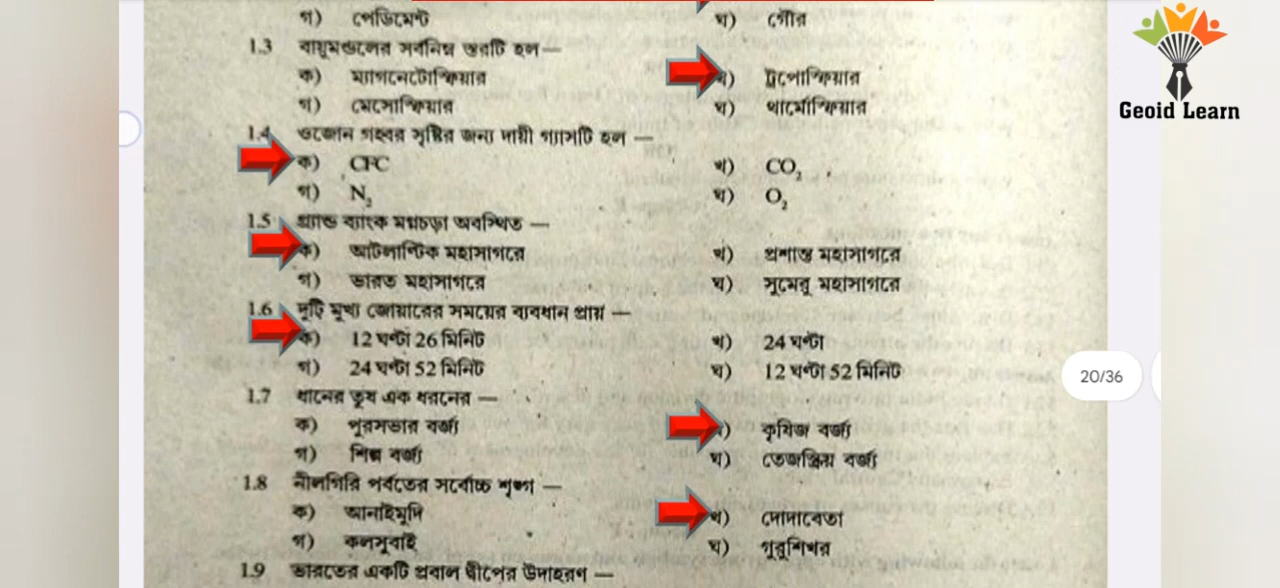 গ) পেডিমেন্ট ঘ) গৌর
1.3 বায়ুমণ্ডলের সর্বনিম্ন স্তরটি হল —
ক) ম্যাগনেটোস্ফিয়ার খ) ট্রপোস্ফিয়ার
গ) মেসোস্ফিয়ার ঘ) থার্মোস্ফিয়ার
1.4 ওজোন গহ্বর সৃষ্টির জন্য দায়ী গ্যাসটি হল —
ক) CFC খ) CO₂
গ) N₂ ঘ) O₂
1.5 গ্র্যান্ড ব্যাংক মগ্নচড়া অবস্থিত —
ক) আটলান্টিক মহাসাগরে খ) প্রশান্ত মহাসাগরে
গ) ভারত মহাসাগরে ঘ) সুমেরু মহাসাগরে
1.6 দুটি মুখ্য জোয়ারের সময়ের ব্যবধান প্রায় —
ক) 12 ঘণ্টা 26 মিনিট খ) 24 ঘণ্টা
গ) 24 ঘণ্টা 52 মিনিট ঘ) 12 ঘণ্টা 52 মিনিট
1.7 ধানের তুষ এক ধরনের —
ক) পুরসভার বর্জ্য খ) কৃষিজ বর্জ্য
গ) শিল্প বর্জ্য ঘ) তেজস্ক্রিয় বর্জ্য
1.8 নীলগিরি পর্বতের সর্বোচ্চ শৃঙ্গ —
ক) আনাইমুদি খ) দোদাবেতা
গ) কলসুবাই ঘ) গুরুশিখর
1.9 ভারতের একটি প্রবাল দ্বীপের উদাহরণ —
Geoid Learn
20/36